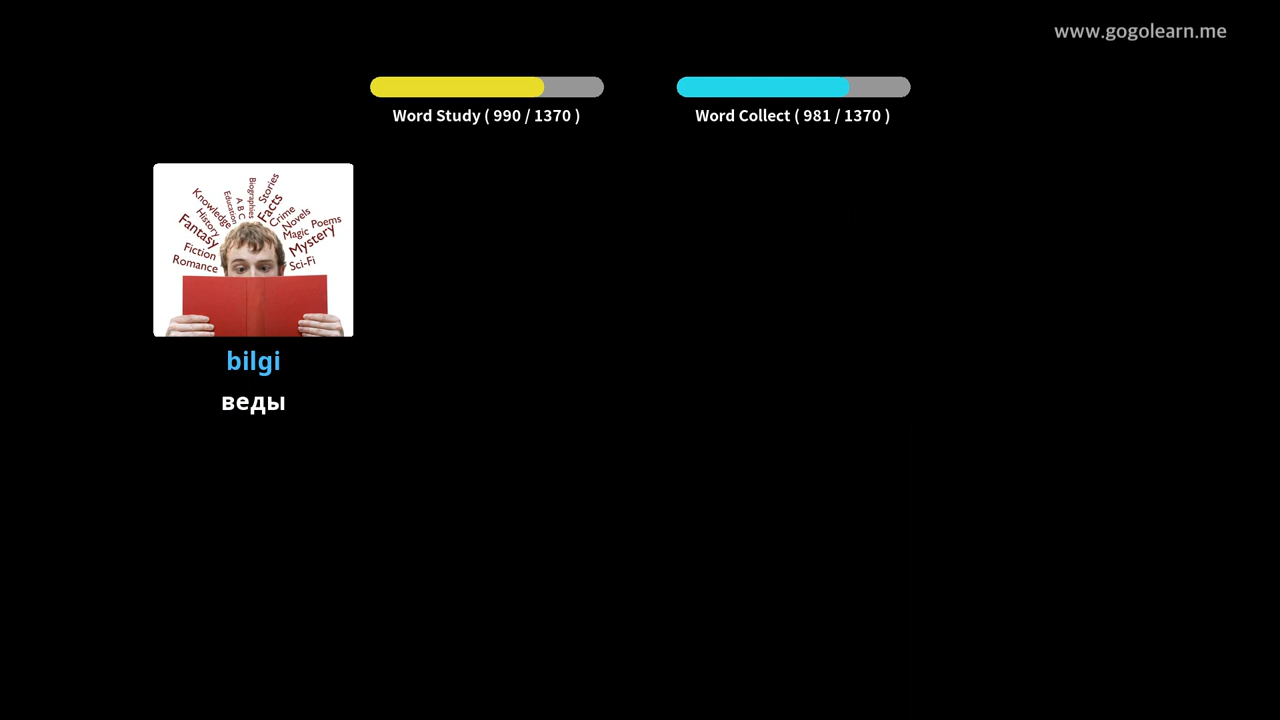 www.gogolearn.me
Word Study ( 990 / 1370 )
Word Collect ( 981 / 1370 )
Knowledge
History
Fantasy
Fiction
Romance
Education
A B C
Biographies
Stories
Facts
Crime
Novels
Magic
Poems
Mystery
Sci-Fi
bilgi
веды